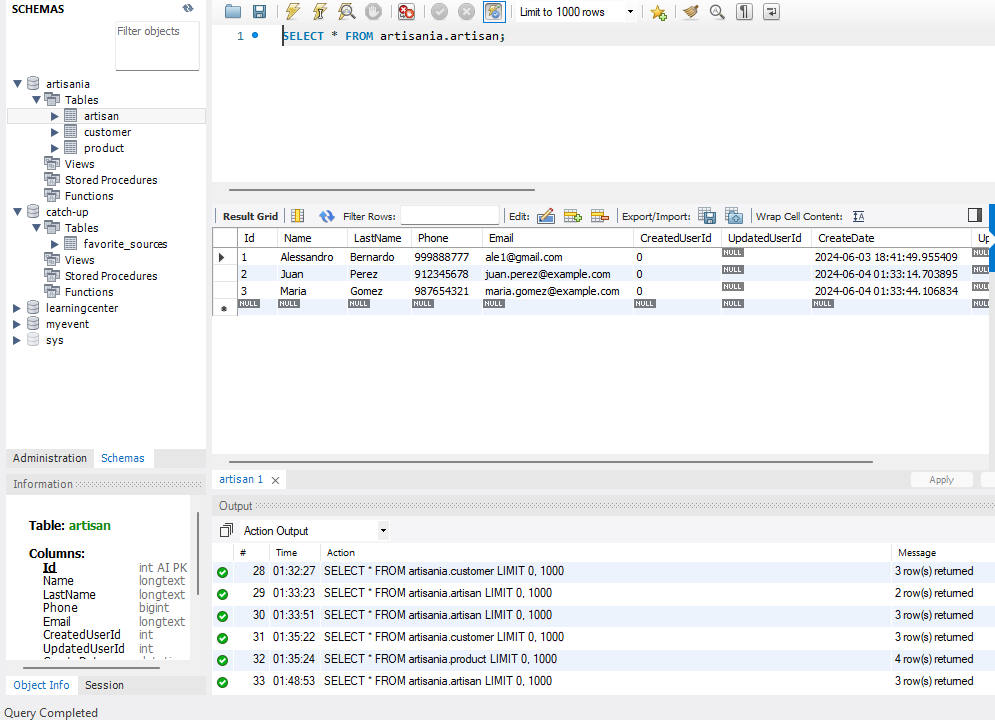 SCHEMAS
Filter objects
artisania
Tables
artisan
customer
product
Views
Stored Procedures
Functions
catch-up
Tables
favorite_sources
Views
Stored Procedures
Functions
learningcenter
myevent
sys
Administration Schemas
Information
Table: artisan
Columns:
Id int AI PK
Name longtext
LastName longtext
Phone bigint
Email longtext
CreatedUserId int
UpdatedUserId int
Object Info Session
Query Completed
Limit to 1000 rows
1 SELECT * FROM artisania.artisan;
Result Grid Filter Rows: Edit: Export/Import: Wrap Cell Content: IA
Id Name LastName Phone Email CreatedUserId UpdatedUserId CreateDate Up
1 Alessandro Bernardo 999888777 ale1@gmail.com 0 NULL 2024-06-03 18:41:49.955409 NULL
2 Juan Perez 912345678 juan.perez@example.com 0 NULL 2024-06-04 01:33:14.703895 NULL
3 Maria Gomez 987654321 maria.gomez@example.com 0 NULL 2024-06-04 01:33:44.106834 NULL
NULL NULL NULL NULL NULL NULL NULL NULL NULL
artisan 1 Apply
Output
Action Output
# Time Action Message
28 01:32:27 SELECT * FROM artisania.customer LIMIT 0, 1000 3 row(s) returned
29 01:33:23 SELECT * FROM artisania.artisan LIMIT 0, 1000 2 row(s) returned
30 01:33:51 SELECT * FROM artisania.artisan LIMIT 0, 1000 3 row(s) returned
31 01:35:22 SELECT * FROM artisania.customer LIMIT 0, 1000 3 row(s) returned
32 01:35:24 SELECT * FROM artisania.product LIMIT 0, 1000 4 row(s) returned
33 01:48:53 SELECT * FROM artisania.artisan LIMIT 0, 1000 3 row(s) returned